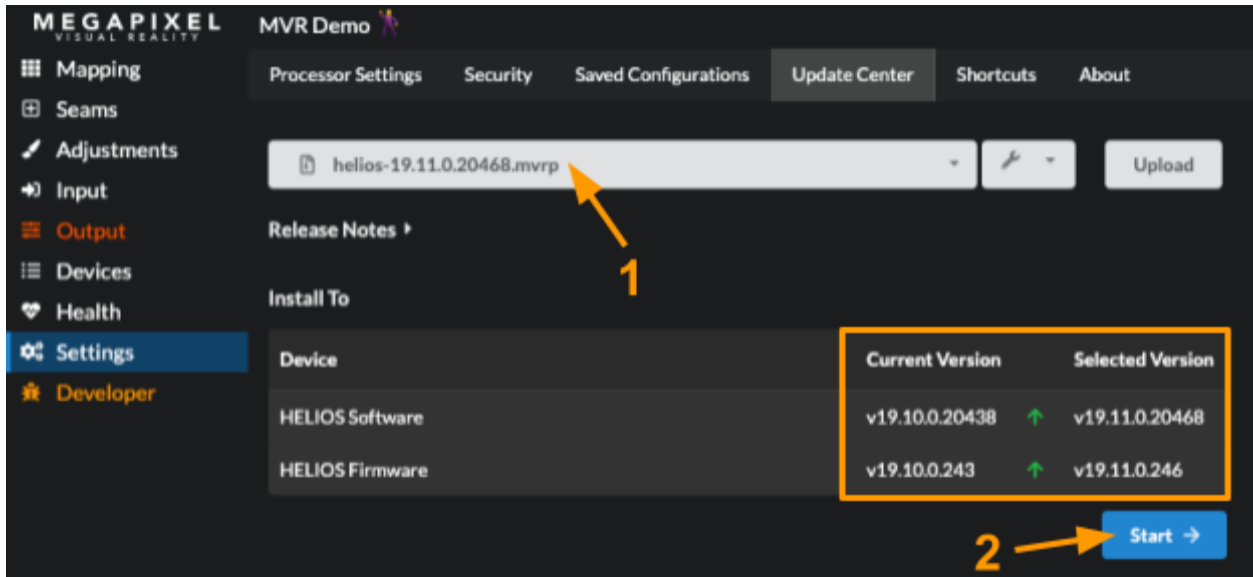 MEGAPIXEL
VISUAL REALITY
MVR Demo
Mapping
Seams
Adjustments
Input
Output
Devices
Health
Settings
Developer
Processor Settings Security Saved Configurations Update Center Shortcuts About
helios-19.11.0.20468.mvrp Upload
Release Notes
1
Install To
Device Current Version Selected Version
HELIOS Software v19.10.0.20438 ↑ v19.11.0.20468
HELIOS Firmware v19.10.0.243 ↑ v19.11.0.246
2 Start →